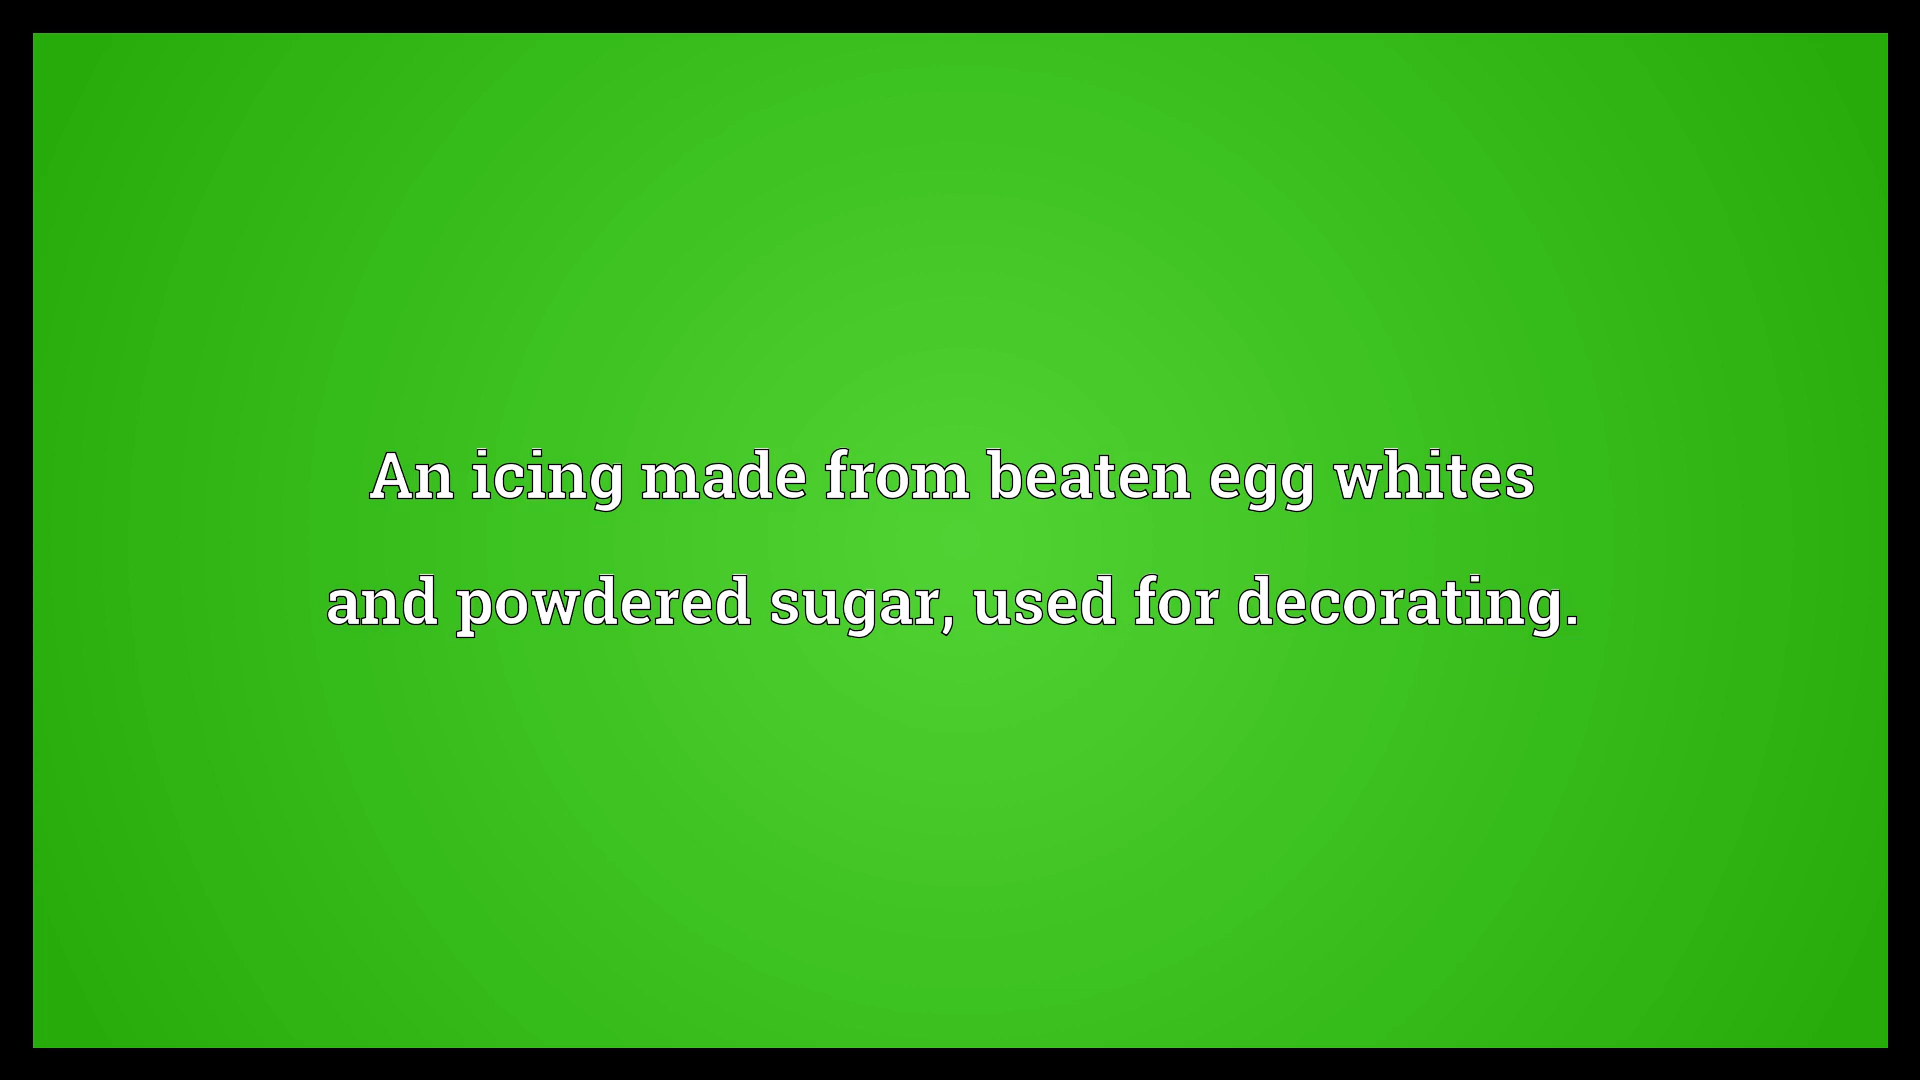 An icing made from beaten egg whites
and powdered sugar, used for decorating.